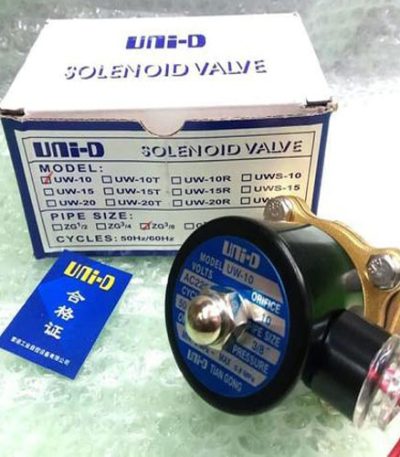 UNi-D
SOLENOID VALVE
UNi-D SOLENOID VALVE
MODEL:
UW-10 UW-10T UW-10R UWS-10
UW-15 UW-15T UW-15R UWS-15
UW-20 UW-20T UW-20R
PIPE SIZE:
ZG1/2 ZG3/4 ZG3/8
CYCLES: 50Hz/60Hz
UNi-D
合格证
UNi-D
MODEL UW-10
VOLTS
ORIFICE
10
PIPE SIZE
3/8"
PRESSURE
UNi-D TIAN GONG